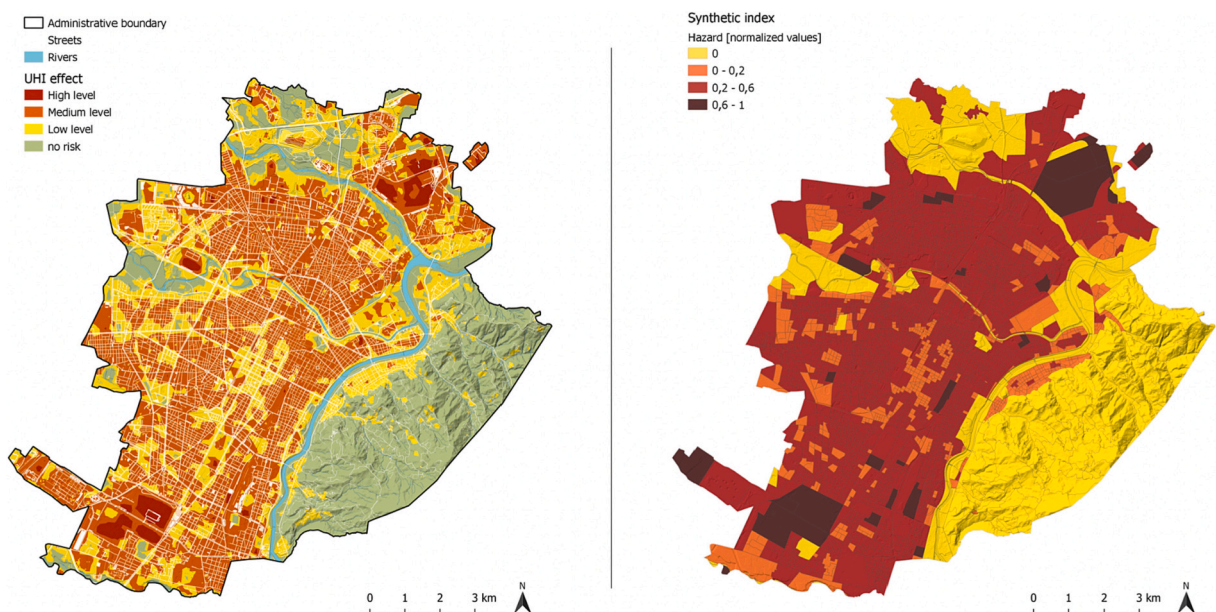 Administrative boundary
Streets
Rivers
UHI effect
High level
Medium level
Low level
no risk
0 1 2 3 km
N
Synthetic index
Hazard [normalized values]
0
0 - 0,2
0,2 - 0,6
0,6 - 1
0 1 2 3 km
N